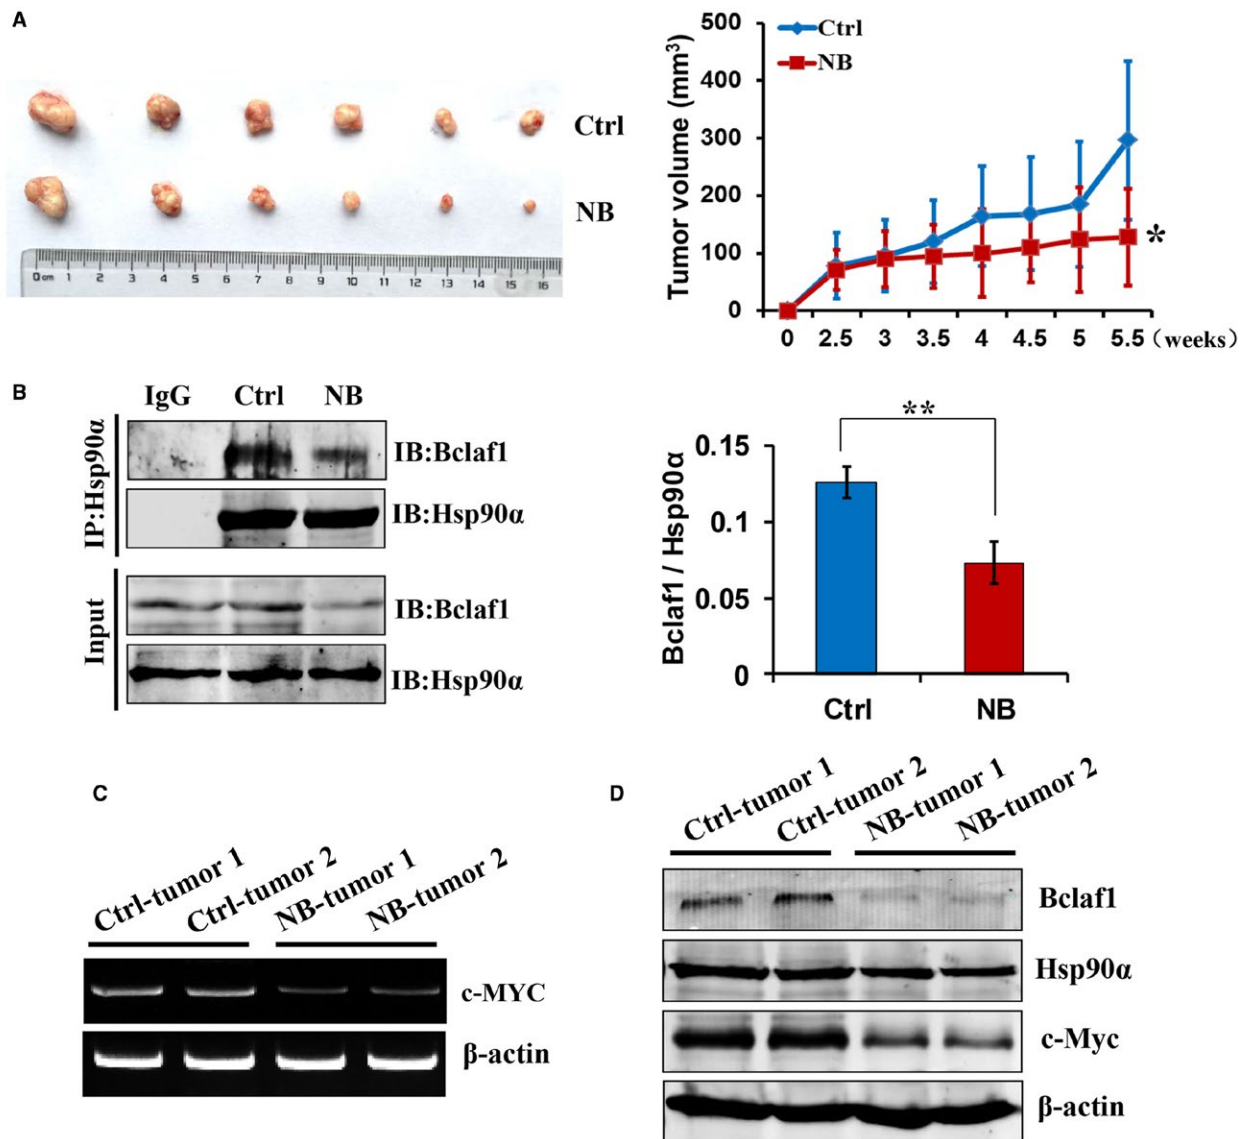 A
Ctrl
NB
0cm 1 2 3 4 5 6 7 8 9 10 11 12 13 14 15 16
Tumor volume (mm³)
500
400
300
200
100
0
Ctrl
NB
*
0 2.5 3 3.5 4 4.5 5 5.5 (weeks)
B
IgG Ctrl NB
IP:Hsp90α
IB:Bclaf1
IB:Hsp90α
Input
IB:Bclaf1
IB:Hsp90α
**
Bclaf1 / Hsp90α
0.15
0.1
0.05
0
Ctrl NB
C
Ctrl-tumor 1
Ctrl-tumor 2
NB-tumor 1
NB-tumor 2
c-MYC
β-actin
D
Ctrl-tumor 1
Ctrl-tumor 2
NB-tumor 1
NB-tumor 2
Bclaf1
Hsp90α
c-Myc
β-actin